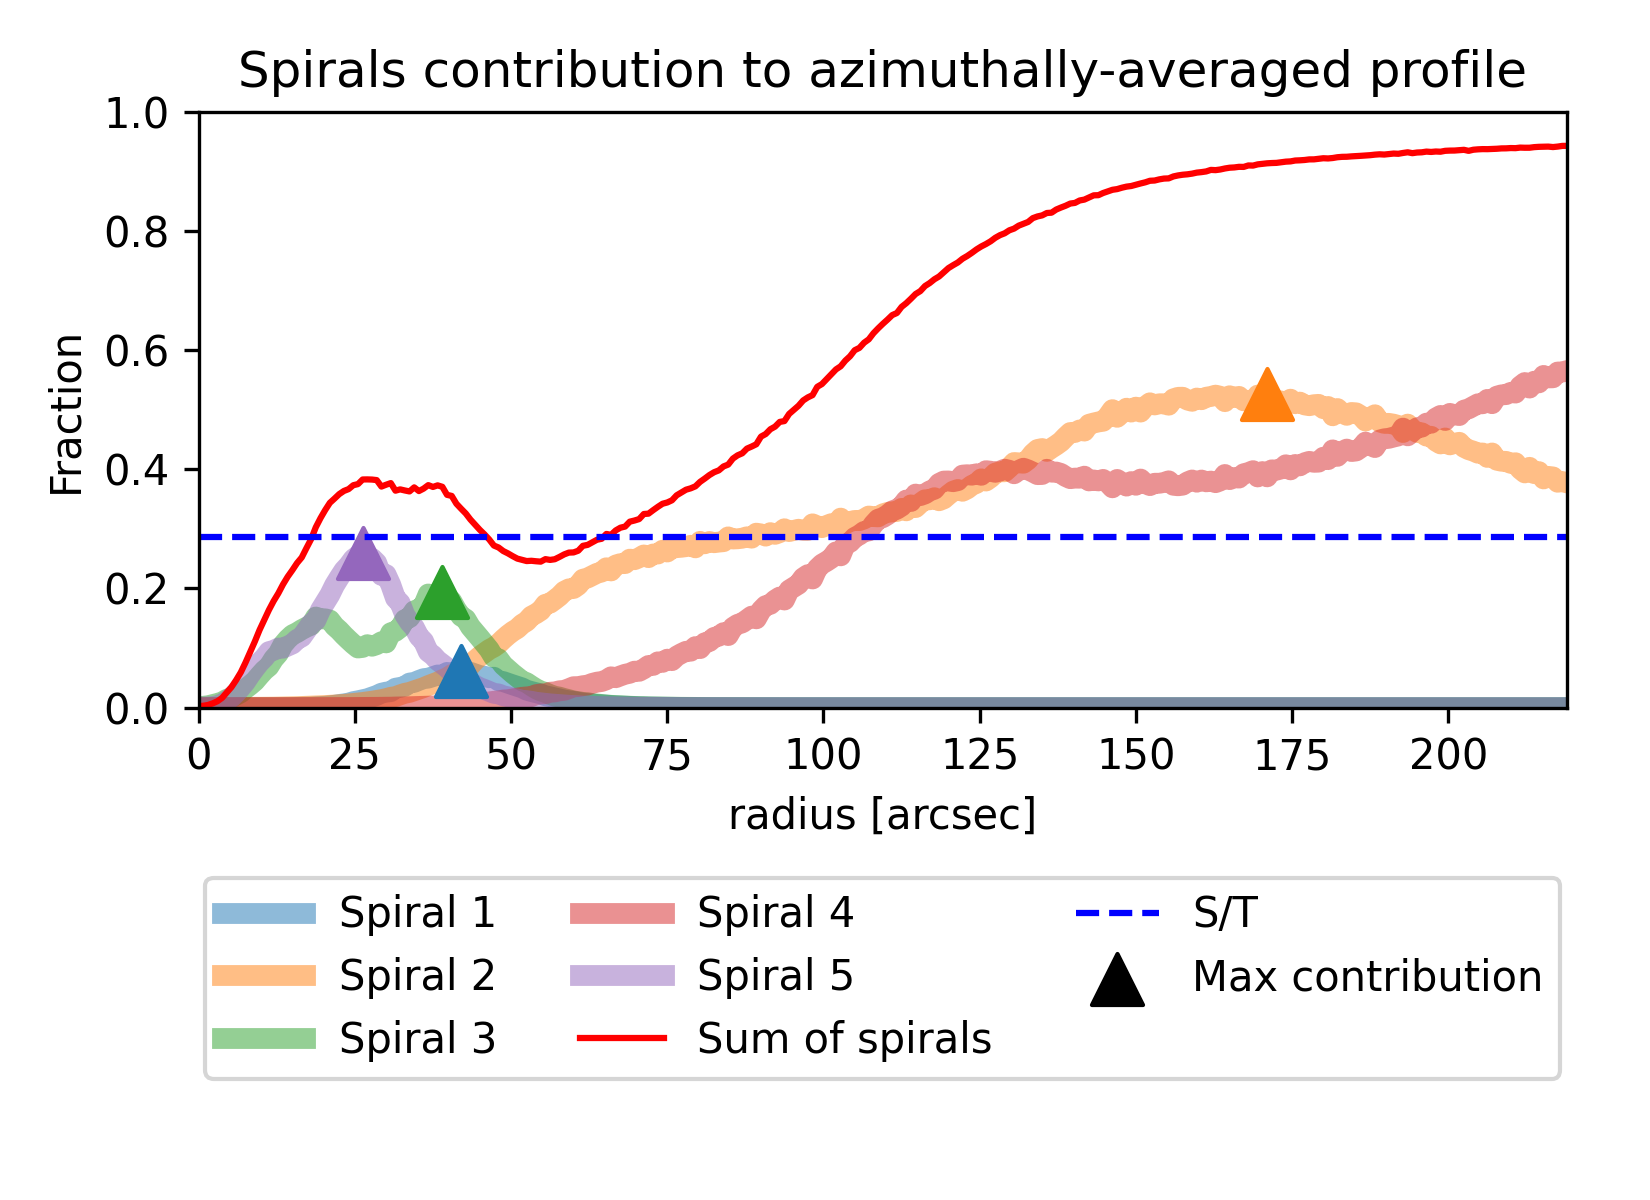 Spirals contribution to azimuthally-averaged profile
1.0
0.8
0.6
0.4
0.2
0.0
Fraction
0 25 50 75 100 125 150 175 200
radius [arcsec]
Spiral 1
Spiral 2
Spiral 3
Spiral 4
Spiral 5
Sum of spirals
S/T
Max contribution